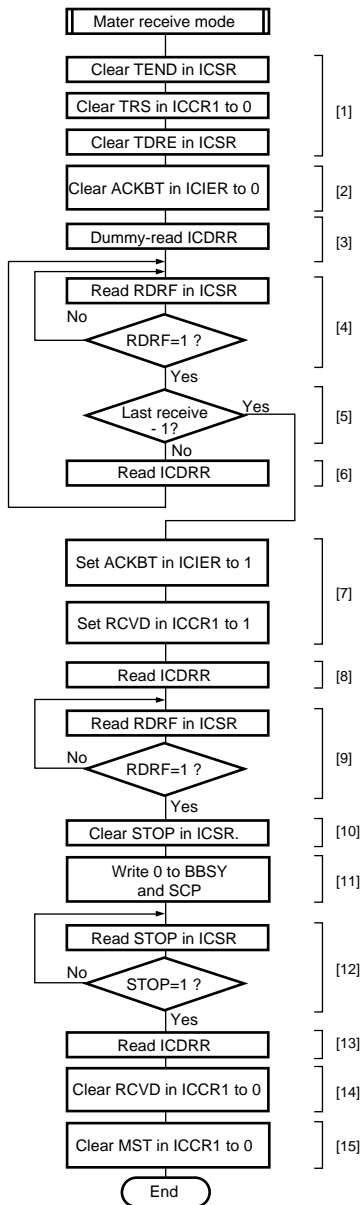 Mater receive mode
Clear TEND in ICSR
Clear TRS in ICCR1 to 0
[1]
Clear TDRE in ICSR
Clear ACKBT in ICIER to 0
[2]
Dummy-read ICDRR
[3]
Read RDRF in ICSR
No
[4]
RDRF=1 ?
Yes
Last receive
- 1?
Yes
[5]
No
Read ICDRR
[6]
Set ACKBT in ICIER to 1
[7]
Set RCVD in ICCR1 to 1
Read ICDRR
[8]
Read RDRF in ICSR
No
RDRF=1 ?
[9]
Yes
Clear STOP in ICSR.
[10]
Write 0 to BBSY
and SCP
[11]
Read STOP in ICSR
No
[12]
STOP=1 ?
Yes
Read ICDRR
[13]
Clear RCVD in ICCR1 to 0
[14]
Clear MST in ICCR1 to 0
[15]
End